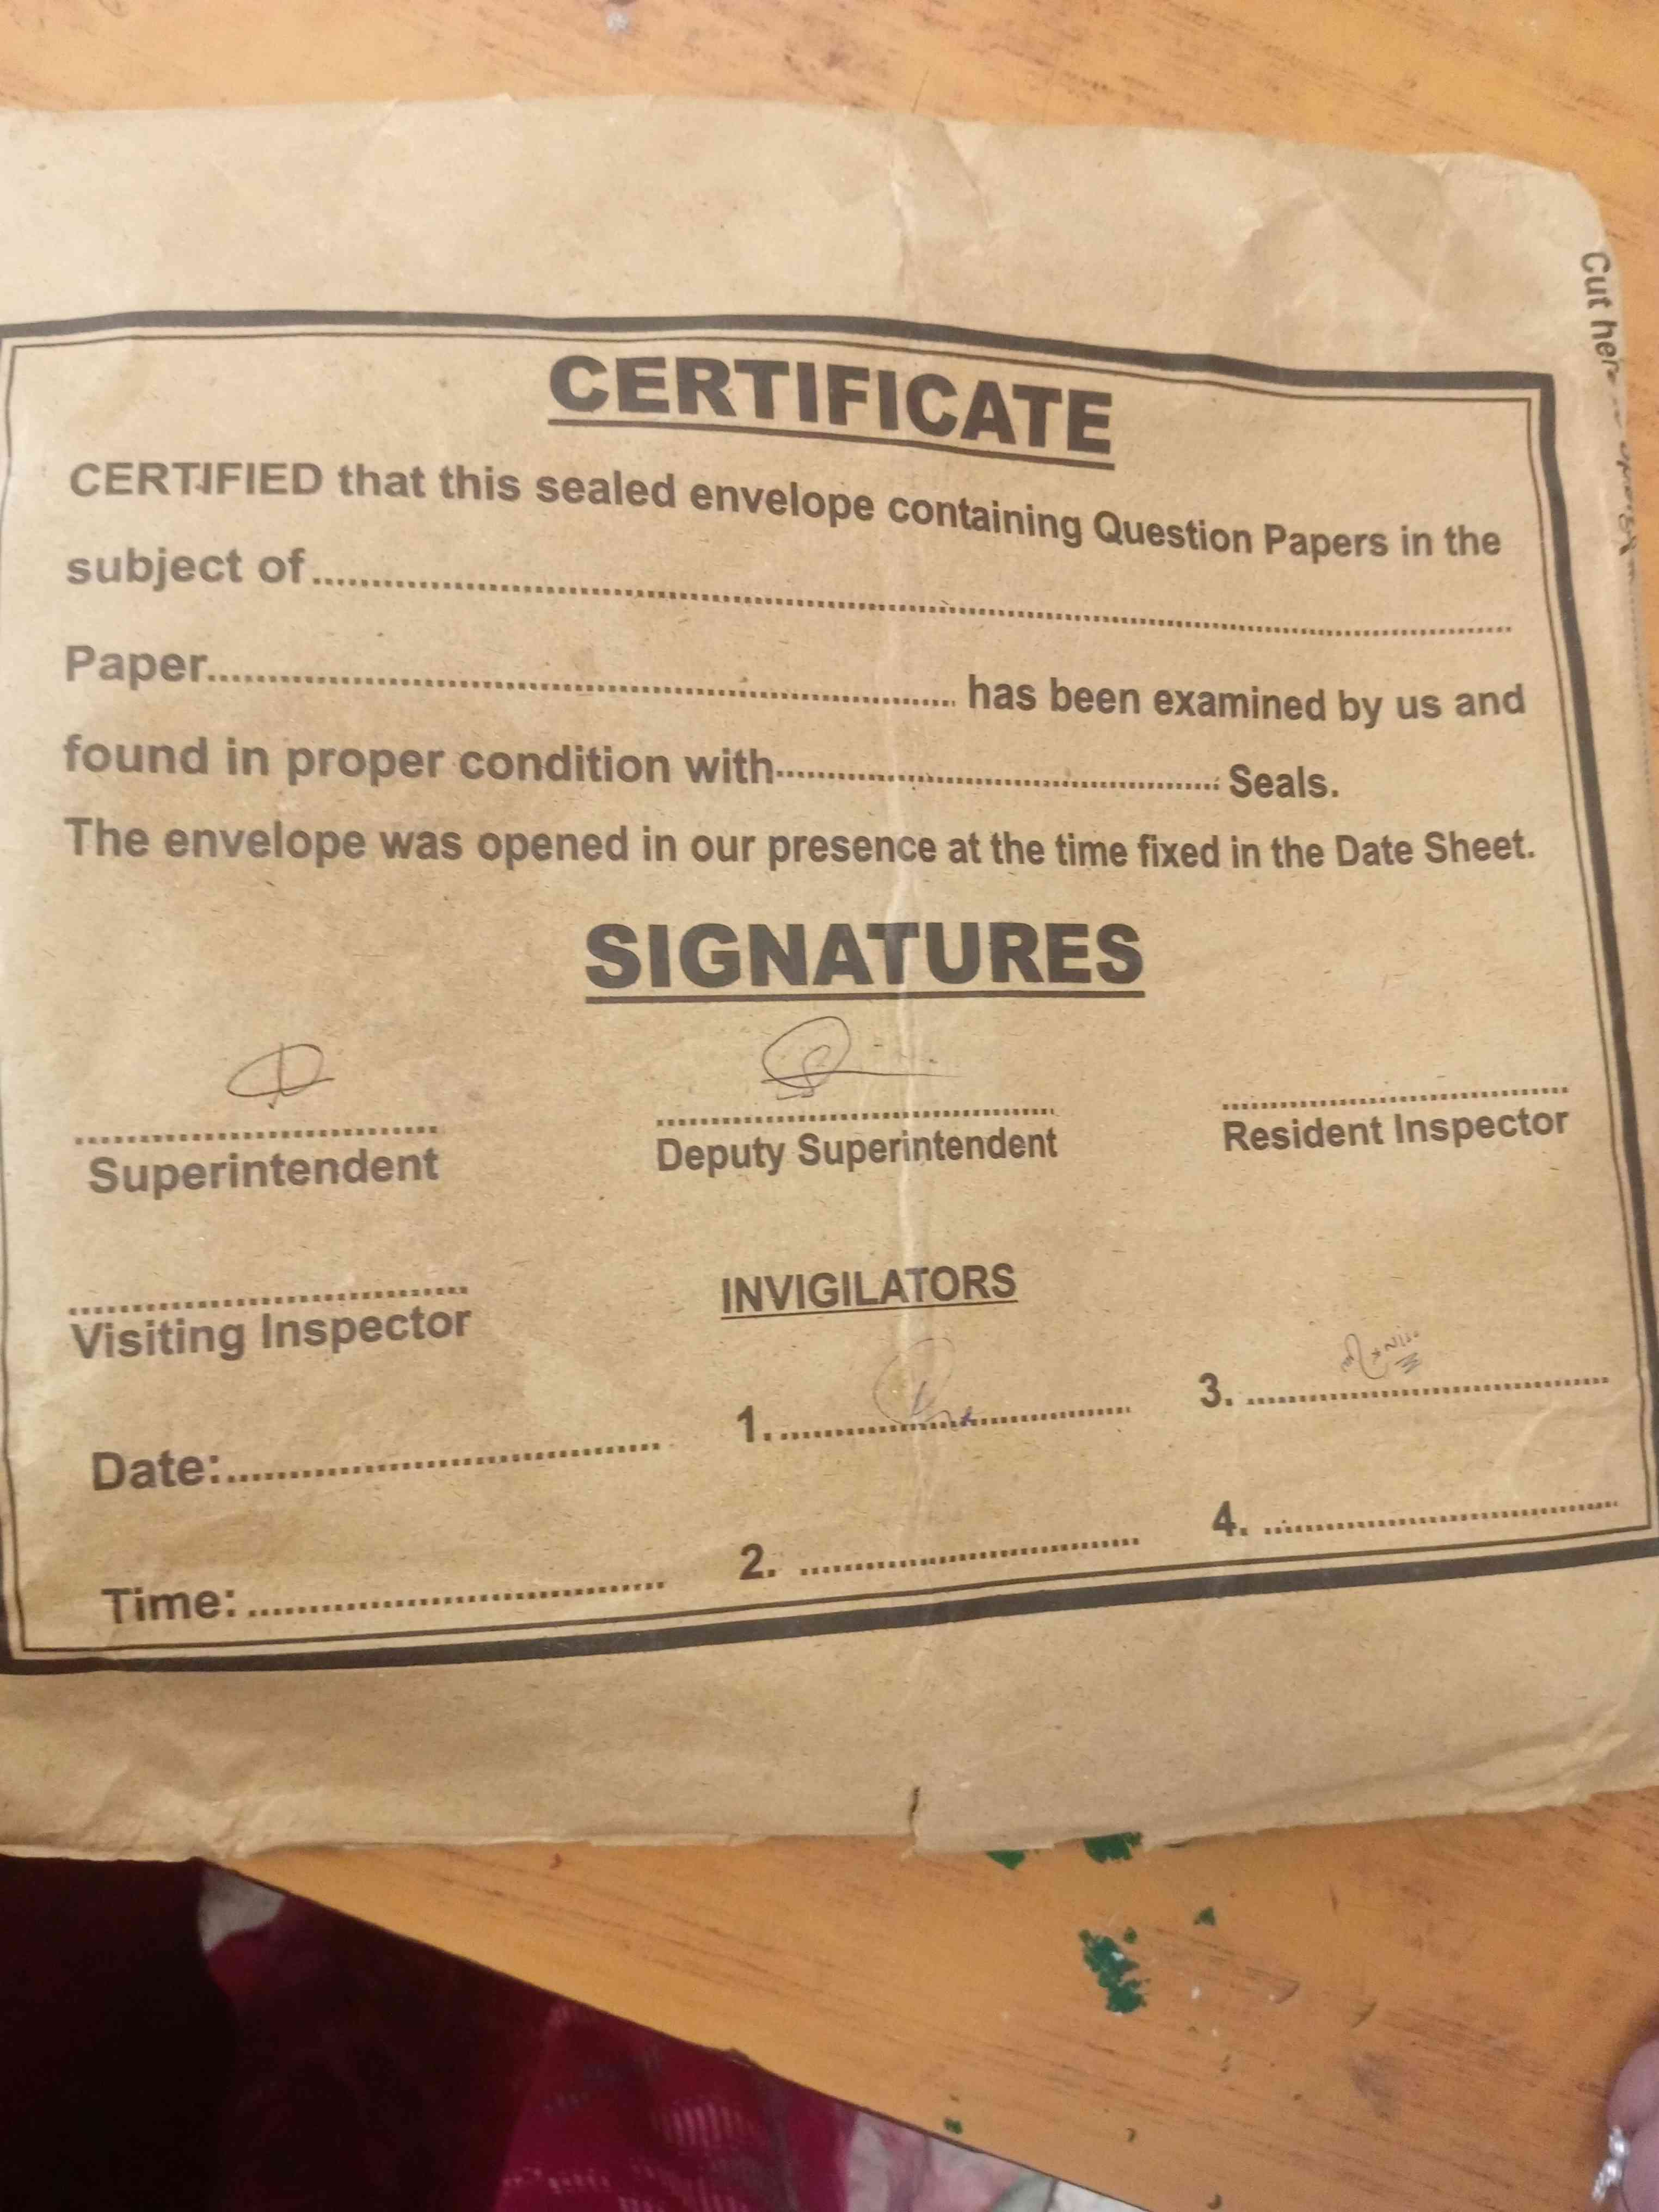 Cut here
CERTIFICATE
CERTIFIED that this sealed envelope containing Question Papers in the
subject of........................................................................
Paper........................................ has been examined by us and
found in proper condition with........................ Seals.
The envelope was opened in our presence at the time fixed in the Date Sheet.
SIGNATURES
Superintendent
Deputy Superintendent
Resident Inspector
Visiting Inspector
INVIGILATORS
Date:........................
1.........................
3. ........................
Time:........................
2. ........................
4. ........................